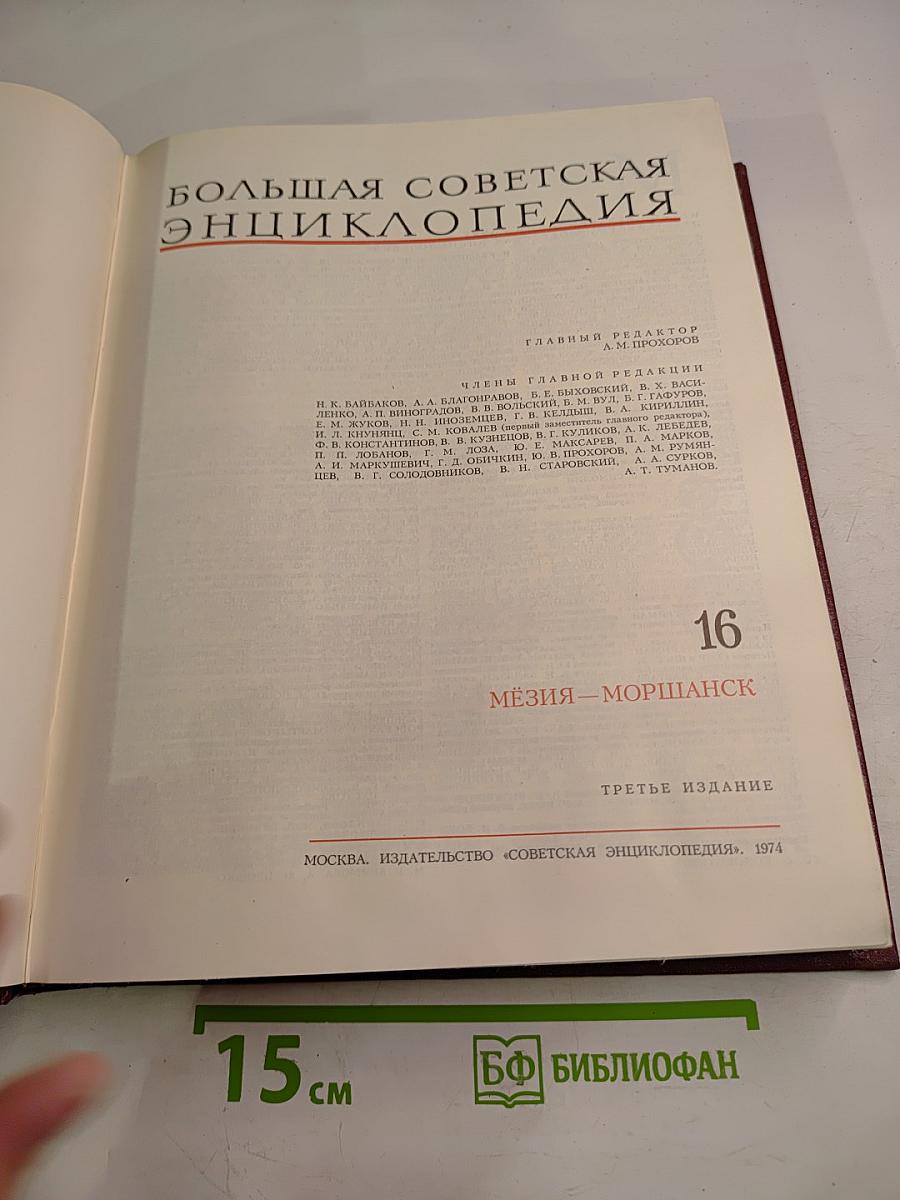 БОЛЬШАЯ СОВЕТСКАЯ
ЭНЦИКЛОПЕДИЯ
ГЛАВНЫЙ РЕДАКТОР
А. М. ПРОХОРОВ
ЧЛЕНЫ ГЛАВНОЙ РЕДАКЦИИ
Н. К. БАЙБАКОВ, А. А. БЛАГОНРАВОВ, Б. Е. БЫХОВСКИЙ, В. Х. ВАСИ-
ЛЕНКО, А. П. ВИНОГРАДОВ, В. В. ВОЛЬСКИЙ, Б. М. ВУЛ, Б. Г. ГАФУРОВ,
Е. М. ЖУКОВ, Н. Н. ИНОЗЕМЦЕВ, Г. В. КЕЛДЫШ, В. А. КИРИЛЛИН,
И. Л. КНУНЯНЦ, С. М. КОВАЛЕВ (первый заместитель главного редактора),
Ф. В. КОНСТАНТИНОВ, В. В. КУЗНЕЦОВ, В. Г. КУЛИКОВ, А. К. ЛЕБЕДЕВ,
П. П. ЛОБАНОВ, Г. М. ЛОЗА, Ю. Е. МАКСАРЕВ, П. А. МАРКОВ,
А. И. МАРКУШЕВИЧ, Г. Д. ОБИЧКИН, Ю. В. ПРОХОРОВ, А. М. РУМЯН-
ЦЕВ, В. Г. СОЛОДОВНИКОВ, В. Н. СТАРОВСКИЙ, А. А. СУРКОВ,
А. Т. ТУМАНОВ.
16
МЁЗИЯ—МОРШАНСК
ТРЕТЬЕ ИЗДАНИЕ
МОСКВА. ИЗДАТЕЛЬСТВО «СОВЕТСКАЯ ЭНЦИКЛОПЕДИЯ». 1974
15 см
БФ БИБЛИОФАН